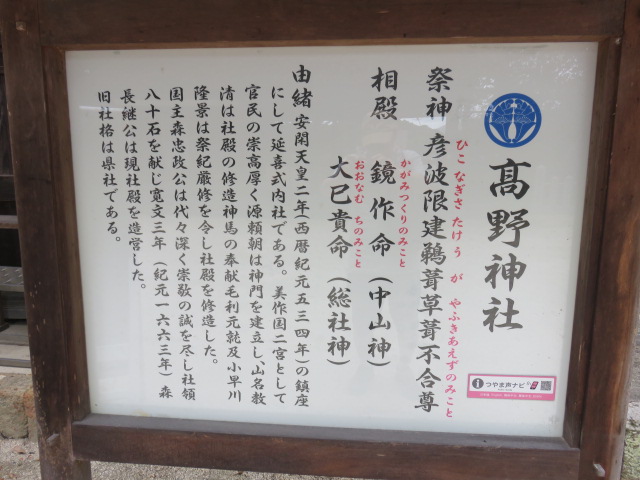 髙野神社
祭神 彦波限建鵜葺草葺不合尊
ひこ なぎさ たけ う が やふきあえずのみこと
相殿 鏡作命(中山神)
かがみつくりのみこと
大巳貴命(総社神)
おおなむ ちのみこと
由緒 安閑天皇二年(西暦紀元五三四年)の鎮座
にして延喜式内社である。美作国二宮として
官民の崇高厚く源頼朝は神門を建立し、山名教
清は社殿の修造神馬の奉献毛利元就及小早川
隆景は祭紀厳修を令し社殿を修造した。
国主森忠政公は代々深く崇敬の誠を尽し社領
八十石を献じ寛文三年(紀元一六六三年)森
長継公は現社殿を造営した。
旧社格は県社である。
つやま声ナビ